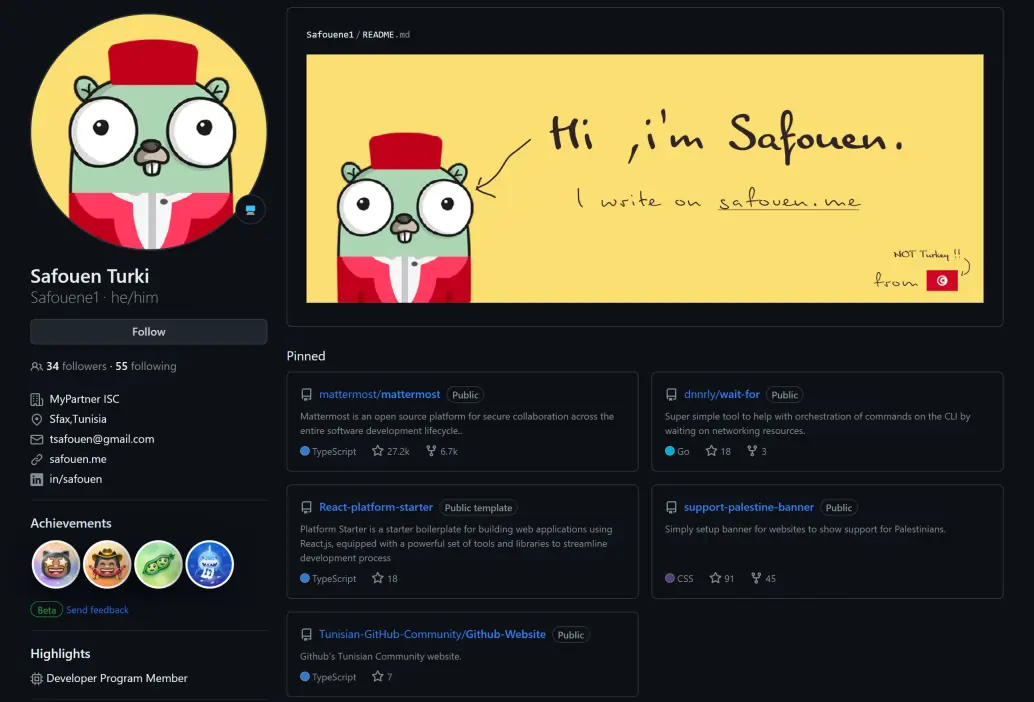 Safouen Turki
Safouene1 · he/him
Follow
34 followers · 55 following
MyPartner ISC
Sfax,Tunisia
tsafouen@gmail.com
safouen.me
in/safouen
Achievements
Beta Send feedback
Highlights
Developer Program Member
Safouene1 / README.md
Hi ,i'm Safouen.
I write on safouen.me
NOT Turkey !!
from
Pinned
mattermost/mattermost Public
Mattermost is an open source platform for secure collaboration across the
entire software development lifecycle..
TypeScript 27.2k 6.7k
dnnrly/wait-for Public
Super simple tool to help with orchestration of commands on the CLI by
waiting on networking resources.
Go 18 3
React-platform-starter Public template
Platform Starter is a starter boilerplate for building web applications using
React.js, equipped with a powerful set of tools and libraries to streamline
development process
TypeScript 18
support-palestine-banner Public
Simply setup banner for websites to show support for Palestinians.
CSS 91 45
Tunisian-GitHub-Community/Github-Website Public
Github's Tunisian Community website.
TypeScript 7